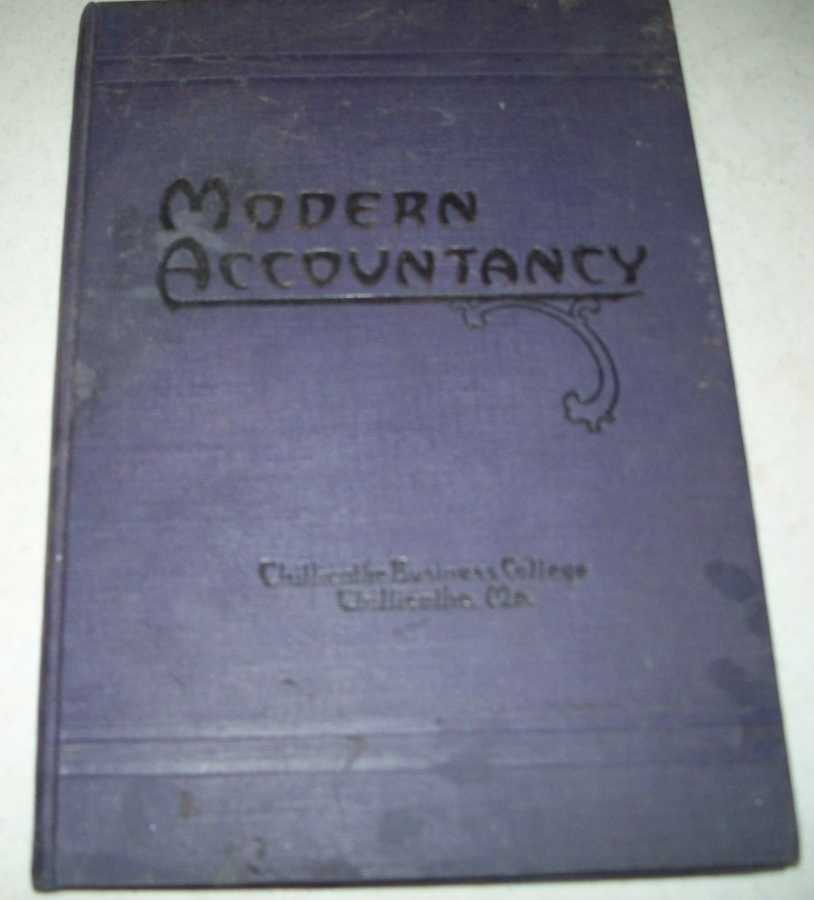 MODERN
ACCOUNTANCY
Chillicothe Business College
Chillicothe, Mo.